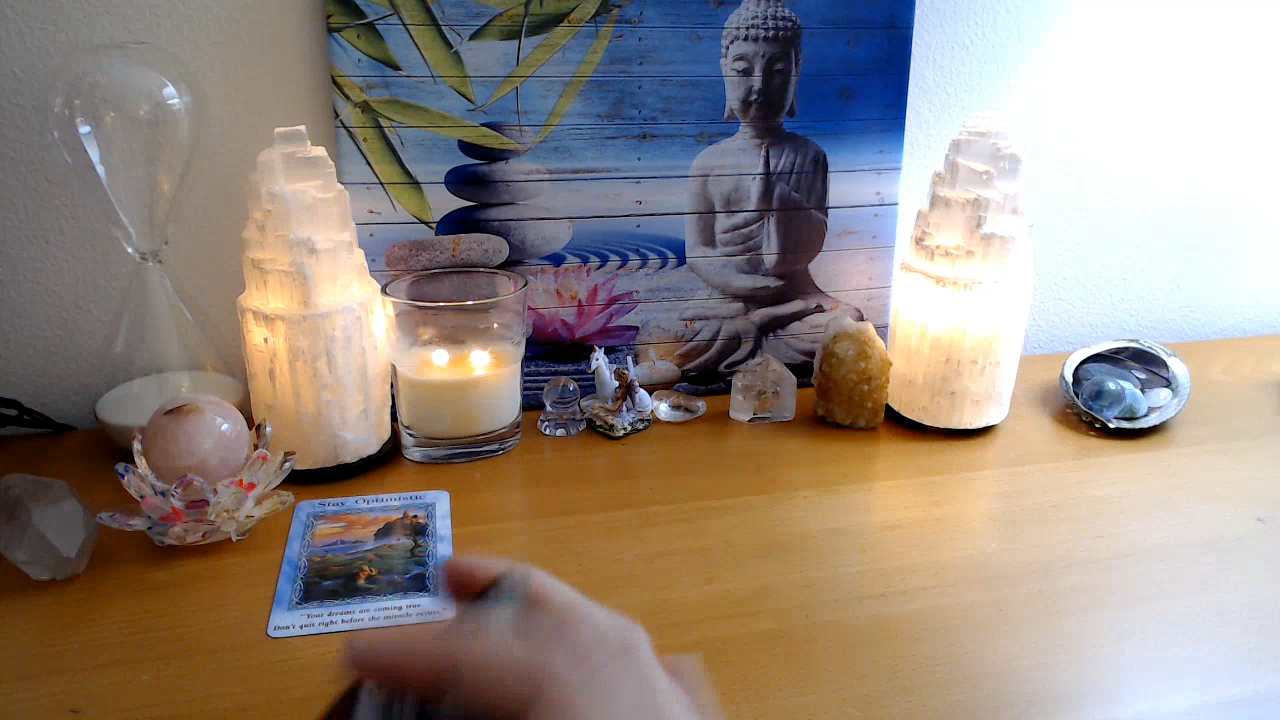 Stay Optimistic
"Your dreams are coming true.
Don't quit right before the miracle occurs."